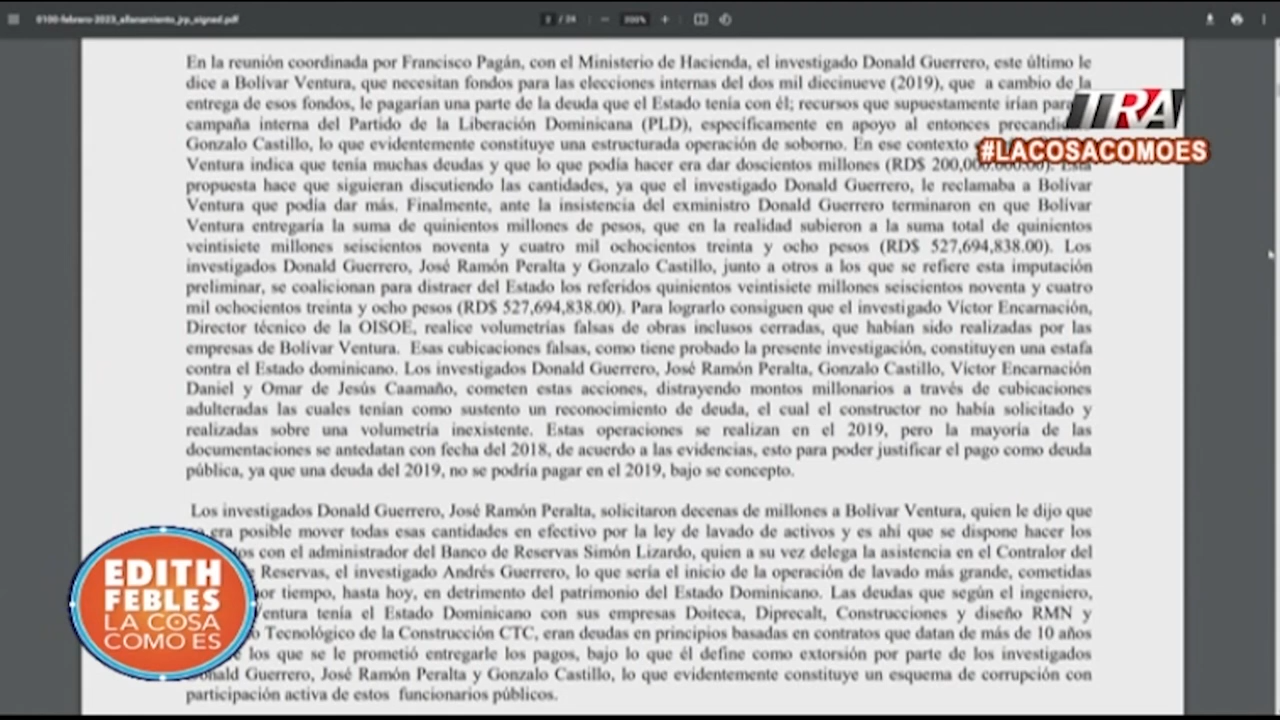 0100-febrero-2023_allanamiento_jrp_signed.pdf
2 / 24
200%
En la reunión coordinada por Francisco Pagán, con el Ministerio de Hacienda, el investigado Donald Guerrero, este último le
dice a Bolívar Ventura, que necesitan fondos para las elecciones internas del dos mil diecinueve (2019), que a cambio de la
entrega de esos fondos, le pagarían una parte de la deuda que el Estado tenía con él; recursos que supuestamente irían para
campaña interna del Partido de la Liberación Dominicana (PLD), específicamente en apoyo al entonces
Gonzalo Castillo, lo que evidentemente constituye una estructurada operación de soborno. En ese contexto
Ventura indica que tenía muchas deudas y que lo que podía hacer era dar doscientos millones (RD$ 200,000.000.00). Esta
propuesta hace que siguieran discutiendo las cantidades, ya que el investigado Donald Guerrero, le reclamaba a Bolívar
Ventura que podía dar más. Finalmente, ante la insistencia del exministro Donald Guerrero terminaron en que Bolívar
Ventura entregaría la suma de quinientos millones de pesos, que en la realidad subieron a la suma total de quinientos
veintisiete millones seiscientos noventa y cuatro mil ochocientos treinta y ocho pesos (RD$ 527,694,838.00). Los
investigados Donald Guerrero, José Ramón Peralta y Gonzalo Castillo, junto a otros a los que se refiere esta imputación
preliminar, se coalicionan para distraer del Estado los referidos quinientos veintisiete millones seiscientos noventa y cuatro
mil ochocientos treinta y ocho pesos (RD$ 527,694,838.00). Para lograrlo consiguen que el investigado Víctor Encarnación,
Director técnico de la OISOE, realice volumetrías falsas de obras inclusos cerradas, que habían sido realizadas por las
empresas de Bolívar Ventura. Esas cubicaciones falsas, como tiene probado la presente investigación, constituyen una estafa
contra el Estado dominicano. Los investigados Donald Guerrero, José Ramón Peralta, Gonzalo Castillo, Víctor Encarnación
Daniel y Omar de Jesús Caamaño, cometen estas acciones, distrayendo montos millonarios a través de cubicaciones
adulteradas las cuales tenían como sustento un reconocimiento de deuda, el cual el constructor no había solicitado y
realizadas sobre una volumetría inexistente. Estas operaciones se realizan en el 2019, pero la mayoría de las
documentaciones se antedatan con fecha del 2018, de acuerdo a las evidencias, esto para poder justificar el pago como deuda
pública, ya que una deuda del 2019, no se podría pagar en el 2019, bajo se concepto.
Los investigados Donald Guerrero, José Ramón Peralta, solicitaron decenas de millones a Bolívar Ventura, quien le dijo que
era posible mover todas esas cantidades en efectivo por la ley de lavado de activos y es ahí que se dispone hacer los
con el administrador del Banco de Reservas Simón Lizardo, quien a su vez delega la asistencia en el Contralor del
Reservas, el investigado Andrés Guerrero, lo que sería el inicio de la operación de lavado más grande, cometidas
tiempo, hasta hoy, en detrimento del patrimonio del Estado Dominicano. Las deudas que según el ingeniero,
Ventura tenía el Estado Dominicano con sus empresas Doiteca, Diprecalt, Construcciones y diseño RMN y
Tecnológico de la Construcción CTC, eran deudas en principios basadas en contratos que datan de más de 10 años
los que se le prometió entregarle los pagos, bajo lo que él define como extorsión por parte de los investigados
Donald Guerrero, José Ramón Peralta y Gonzalo Castillo, lo que evidentemente constituye un esquema de corrupción con
participación activa de estos funcionarios públicos.
TRA
#LACOSACOMOES
EDITH
FEBLES
LA COSA
COMO ES